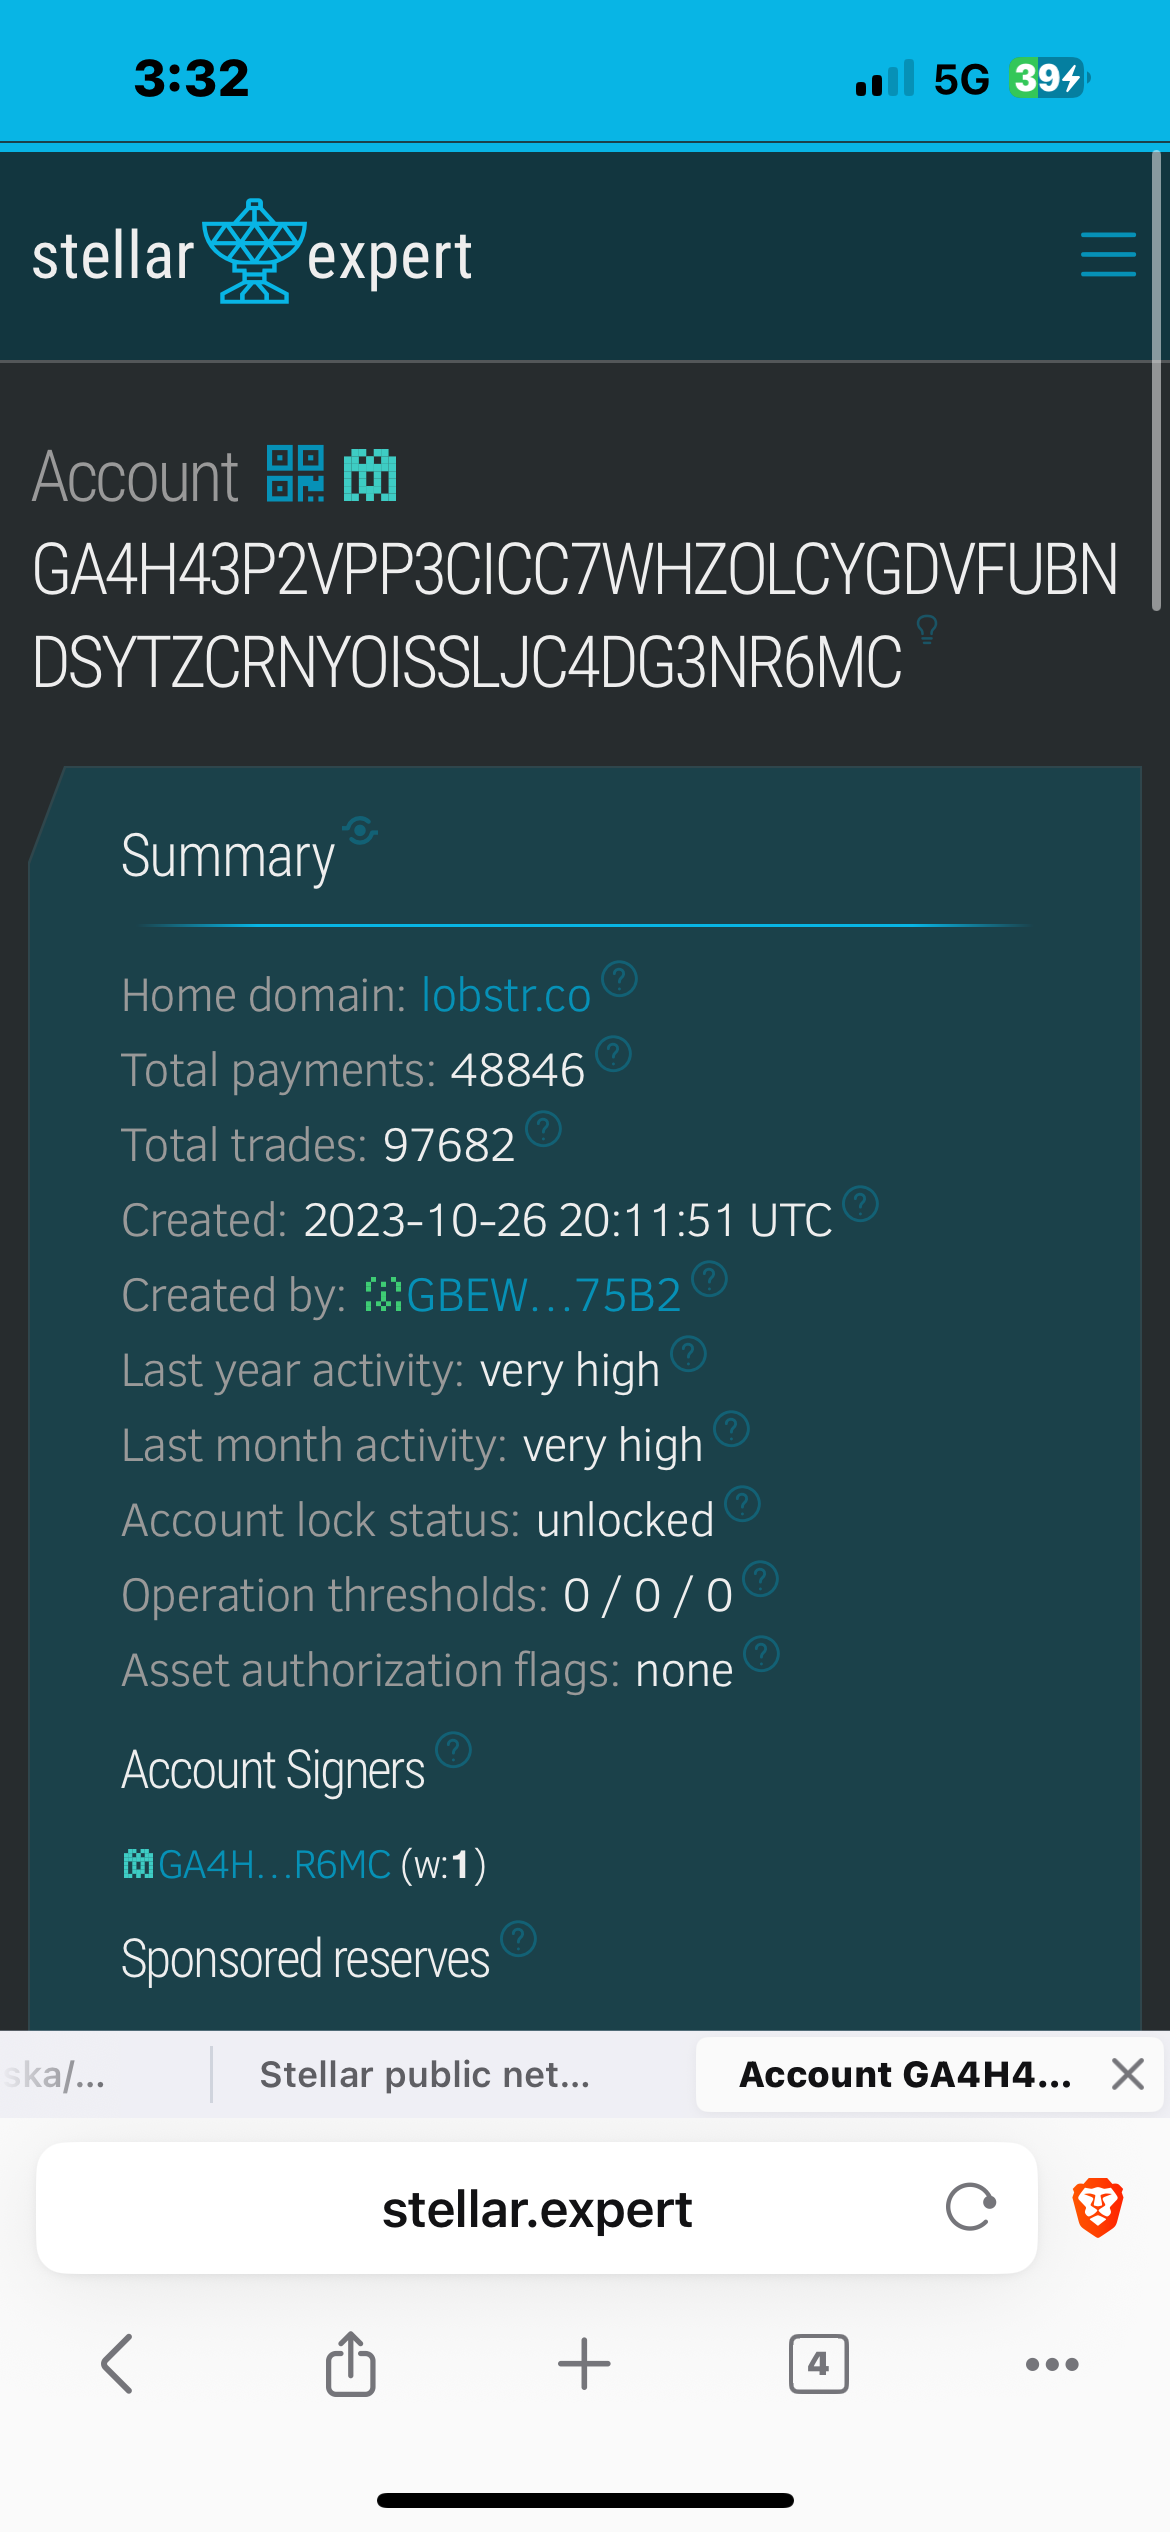 3:32
5G 39
stellar expert
Account
GA4H43P2VPP3CICC7WHZOLCYGDVFUBN
DSYTZCRNYOISSLJC4DG3NR6MC
Summary
Home domain: lobstr.co ?
Total payments: 48846 ?
Total trades: 97682 ?
Created: 2023-10-26 20:11:51 UTC ?
Created by: GBEW...75B2 ?
Last year activity: very high ?
Last month activity: very high ?
Account lock status: unlocked ?
Operation thresholds: 0 / 0 / 0 ?
Asset authorization flags: none ?
Account Signers ?
GA4H...R6MC (w:1)
Sponsored reserves ?
ska/... Stellar public net... Account GA4H4...
stellar.expert
4